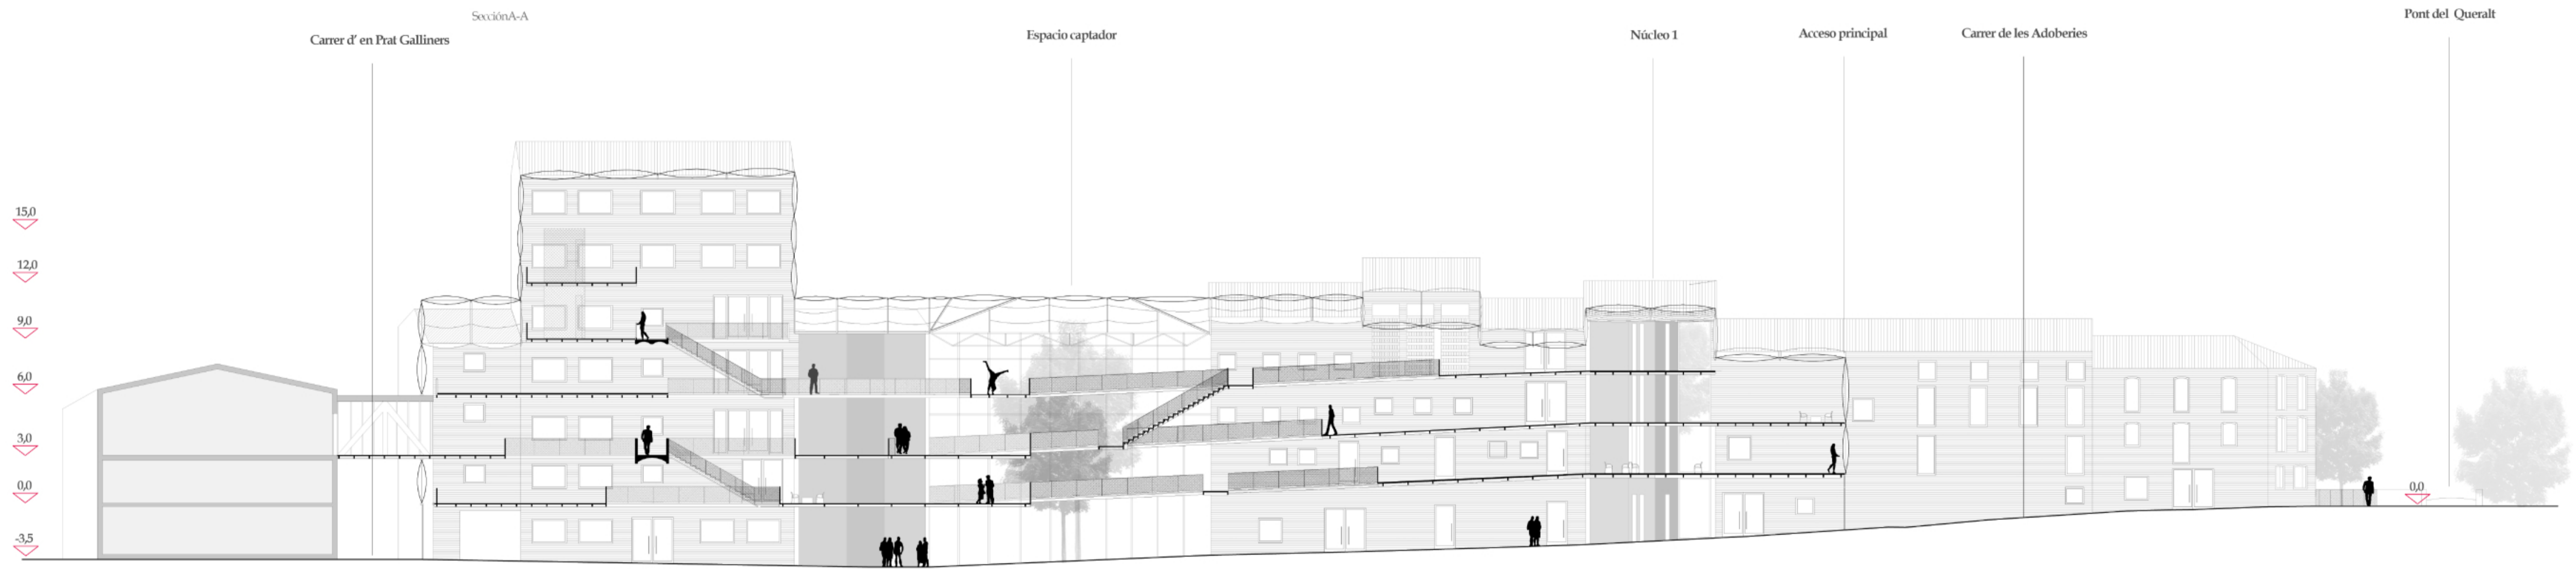 SecciónA-A
Carrer d' en Prat Galliners
Espacio captador
Núcleo 1
Acceso principal
Carrer de les Adoberies
Pont del Queralt
15,0
12,0
9,0
6,0
3,0
0,0
-3,5
0,0